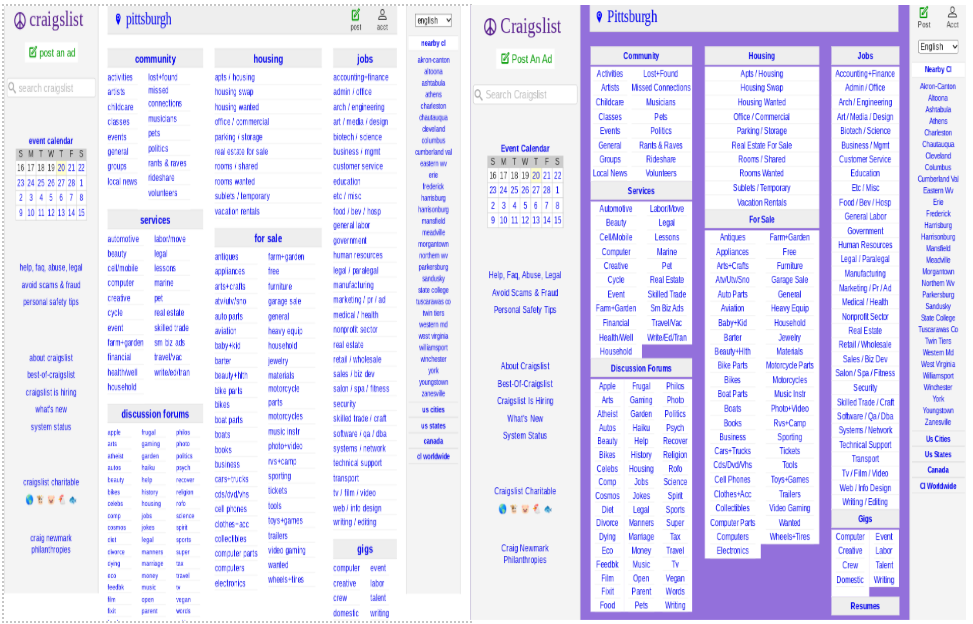 craigslist
pittsburgh
post
acct
english
post an ad
search craigslist
event calendar
S M T W T F S
16 17 18 19 20 21 22
23 24 25 26 27 28 1
2 3 4 5 6 7 8
9 10 11 12 13 14 15
help, faq, abuse, legal
avoid scams & fraud
personal safety tips
about craigslist
best-of-craigslist
craigslist is hiring
what's new
system status
craigslist charitable
craig newmark
philanthropies
community
activities
artists
childcare
classes
events
general
groups
local news
lost+found
missed
connections
musicians
pets
politics
rants & raves
rideshare
volunteers
services
automotive
beauty
cell/mobile
computer
creative
cycle
event
farm+garden
financial
health/well
household
labor/move
legal
lessons
marine
pet
real estate
skilled trade
sm biz ads
travel/vac
write/ed/tran
discussion forums
apple
arts
atheist
autos
beauty
bikes
celebs
comp
cosmos
diet
divorce
dying
eco
feedbk
film
fixit
frugal
gaming
garden
haiku
help
history
housing
jobs
jokes
legal
manners
marriage
money
music
open
parent
philos
photo
politics
psych
recover
religion
rofo
science
spirit
sports
super
tax
travel
tv
vegan
words
housing
apts / housing
housing swap
housing wanted
office / commercial
parking / storage
real estate for sale
rooms / shared
rooms wanted
sublets / temporary
vacation rentals
for sale
antiques
appliances
arts+crafts
atv/utv/sno
auto parts
aviation
baby+kid
barter
beauty+hlth
bike parts
bikes
boat parts
boats
books
business
cars+trucks
cds/dvd/vhs
cell phones
clothes+acc
collectibles
computer parts
computers
electronics
farm+garden
free
furniture
garage sale
general
heavy equip
household
jewelry
materials
motorcycle
parts
motorcycles
music instr
photo+video
rvs+camp
sporting
tickets
tools
toys+games
trailers
video gaming
wanted
wheels+tires
jobs
accounting+finance
admin / office
arch / engineering
art / media / design
biotech / science
business / mgmt
customer service
education
etc / misc
food / bev / hosp
general labor
government
human resources
legal / paralegal
manufacturing
marketing / pr / ad
medical / health
nonprofit sector
real estate
retail / wholesale
sales / biz dev
salon / spa / fitness
security
skilled trade / craft
software / qa / dba
systems / network
technical support
transport
tv / film / video
web / info design
writing / editing
gigs
computer
creative
crew
domestic
event
labor
talent
writing
nearby cl
akron-canton
altoona
ashtabula
athens
charleston
chautauqua
cleveland
columbus
cumberland val
eastern wv
erie
frederick
harrisburg
harrisonburg
mansfield
meadville
morgantown
northern wv
parkersburg
sandusky
state college
tuscarawas co
twin tiers
western md
west virginia
williamsport
winchester
york
youngstown
zanesville
us cities
us states
canada
cl worldwide
Craigslist
Pittsburgh
Post
Acct
English
Post An Ad
Search Craigslist
Event Calendar
S M T W T F S
16 17 18 19 20 21 22
23 24 25 26 27 28 1
2 3 4 5 6 7 8
9 10 11 12 13 14 15
Help, Faq, Abuse, Legal
Avoid Scams & Fraud
Personal Safety Tips
About Craigslist
Best-Of-Craigslist
Craigslist Is Hiring
What's New
System Status
Craigslist Charitable
Craig Newmark
Philanthropies
Community
Activities
Artists
Childcare
Classes
Events
General
Groups
Local News
Lost+Found
Missed Connections
Musicians
Pets
Politics
Rants & Raves
Rideshare
Volunteers
Services
Automotive
Beauty
Cell/Mobile
Computer
Creative
Cycle
Event
Farm+Garden
Financial
Health/Well
Household
Labor/Move
Legal
Lessons
Marine
Pet
Real Estate
Skilled Trade
Sm Biz Ads
Travel/Vac
Write/Ed/Tran
Discussion Forums
Apple
Arts
Atheist
Autos
Beauty
Bikes
Celebs
Comp
Cosmos
Diet
Divorce
Dying
Eco
Feedbk
Film
Fixit
Food
Frugal
Gaming
Garden
Haiku
Help
History
Housing
Jobs
Jokes
Legal
Manners
Marriage
Money
Music
Open
Parent
Pets
Philos
Photo
Politics
Psych
Recover
Religion
Rofo
Science
Spirit
Sports
Super
Tax
Travel
Tv
Vegan
Words
Writing
Housing
Apts / Housing
Housing Swap
Housing Wanted
Office / Commercial
Parking / Storage
Real Estate For Sale
Rooms / Shared
Rooms Wanted
Sublets / Temporary
Vacation Rentals
For Sale
Antiques
Appliances
Arts+Crafts
Atv/Utv/Sno
Auto Parts
Aviation
Baby+Kid
Barter
Beauty+Hlth
Bike Parts
Bikes
Boat Parts
Boats
Books
Business
Cars+Trucks
Cds/Dvd/Vhs
Cell Phones
Clothes+Acc
Collectibles
Computer Parts
Computers
Electronics
Farm+Garden
Free
Furniture
Garage Sale
General
Heavy Equip
Household
Jewelry
Materials
Motorcycle Parts
Motorcycles
Music Instr
Photo+Video
Rvs+Camp
Sporting
Tickets
Tools
Toys+Games
Trailers
Video Gaming
Wanted
Wheels+Tires
Jobs
Accounting+Finance
Admin / Office
Arch / Engineering
Art / Media / Design
Biotech / Science
Business / Mgmt
Customer Service
Education
Etc / Misc
Food / Bev / Hosp
General Labor
Government
Human Resources
Legal / Paralegal
Manufacturing
Marketing / Pr / Ad
Medical / Health
Nonprofit Sector
Real Estate
Retail / Wholesale
Sales / Biz Dev
Salon / Spa / Fitness
Security
Skilled Trade / Craft
Software / Qa / Dba
Systems / Network
Technical Support
Transport
Tv / Film / Video
Web / Info Design
Writing / Editing
Gigs
Computer
Creative
Crew
Domestic
Event
Labor
Talent
Writing
Resumes
Nearby Cl
Akron-Canton
Altoona
Ashtabula
Athens
Charleston
Chautauqua
Cleveland
Columbus
Cumberland Val
Eastern Wv
Erie
Frederick
Harrisburg
Harrisonburg
Mansfield
Meadville
Morgantown
Northern Wv
Parkersburg
Sandusky
State College
Tuscarawas Co
Twin Tiers
Western Md
West Virginia
Williamsport
Winchester
York
Youngstown
Zanesville
Us Cities
Us States
Canada
Cl Worldwide